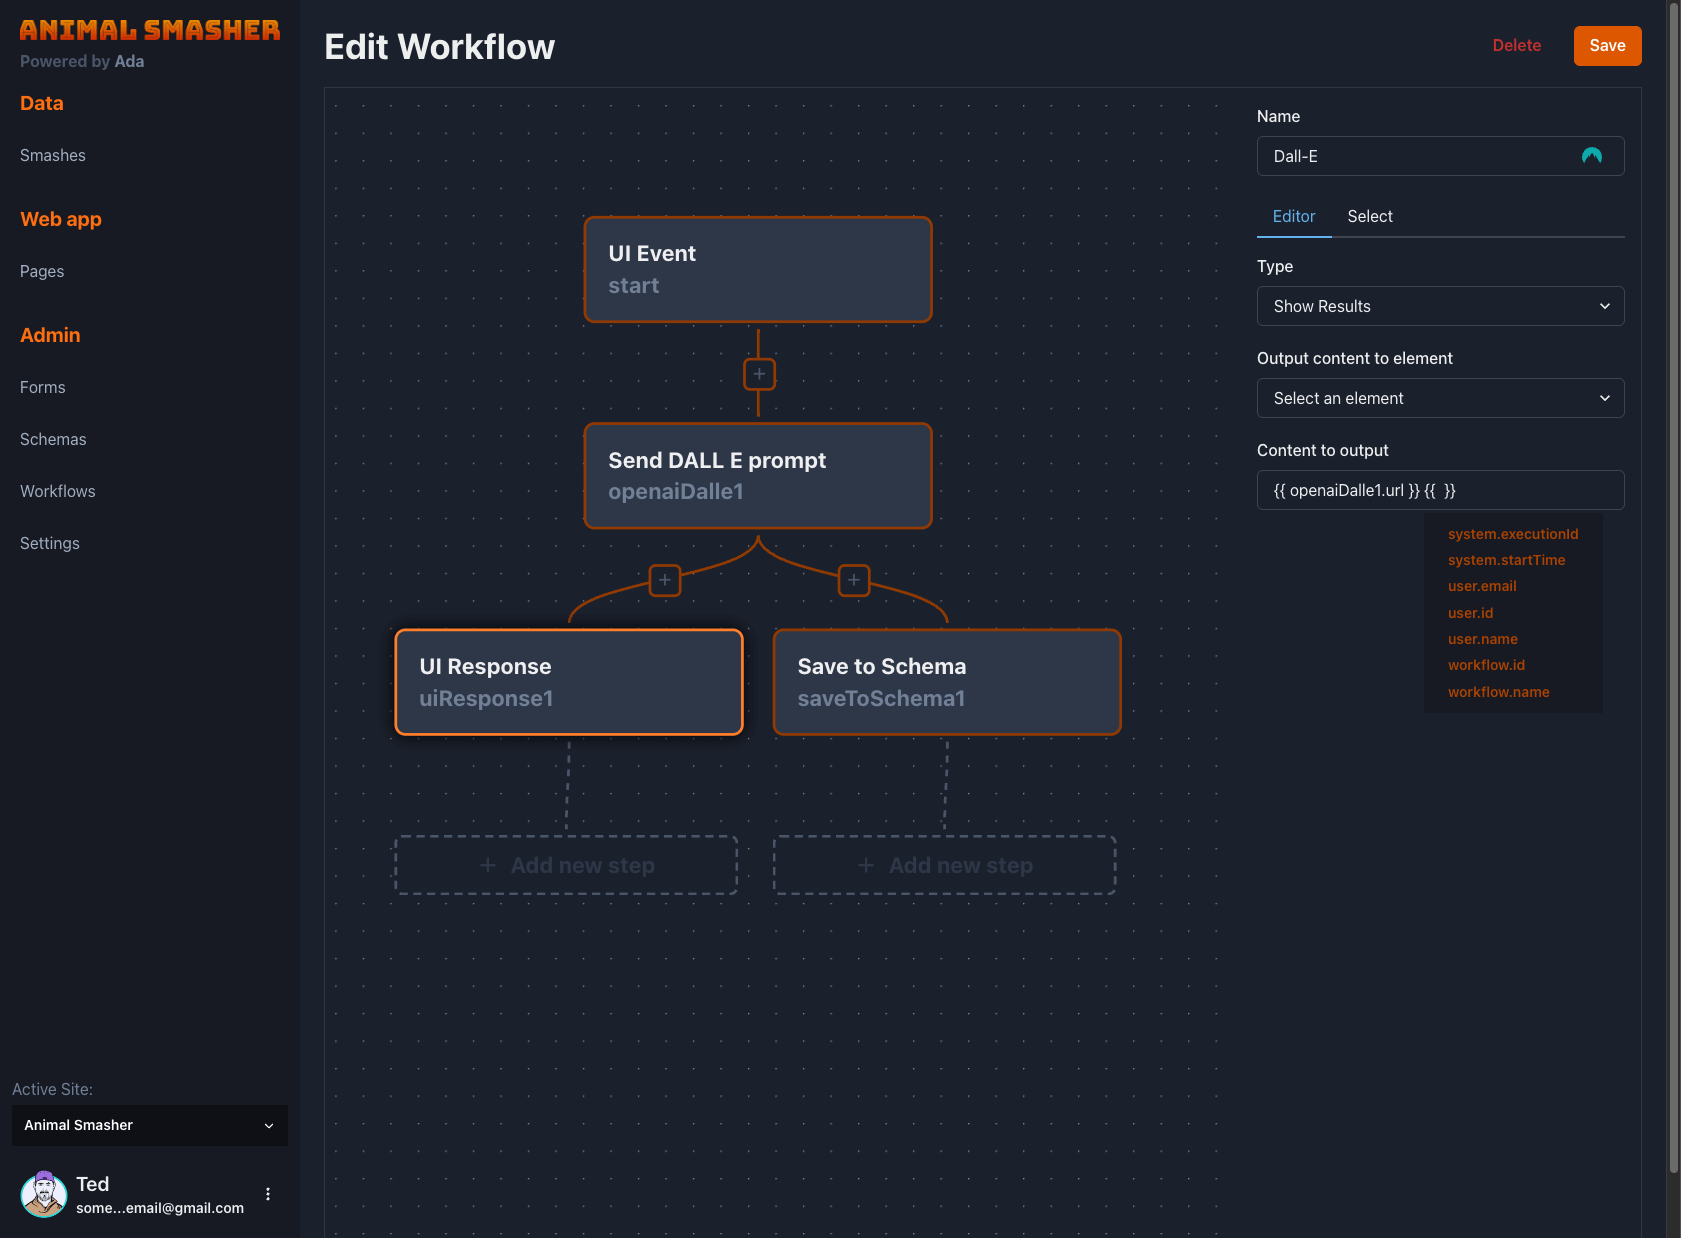 ANIMAL SMASHER
Powered by Ada
Data
Smashes
Web app
Pages
Admin
Forms
Schemas
Workflows
Settings
Active Site:
Animal Smasher
Ted
some...email@gmail.com
Edit Workflow
Delete
Save
UI Event
start
+
Send DALL E prompt
openaiDalle1
+ +
UI Response
uiResponse1
Save to Schema
saveToSchema1
+ Add new step
+ Add new step
Name
Dall-E
Editor Select
Type
Show Results
Output content to element
Select an element
Content to output
{{ openaiDalle1.url }} {{  }}
system.executionId
system.startTime
user.email
user.id
user.name
workflow.id
workflow.name